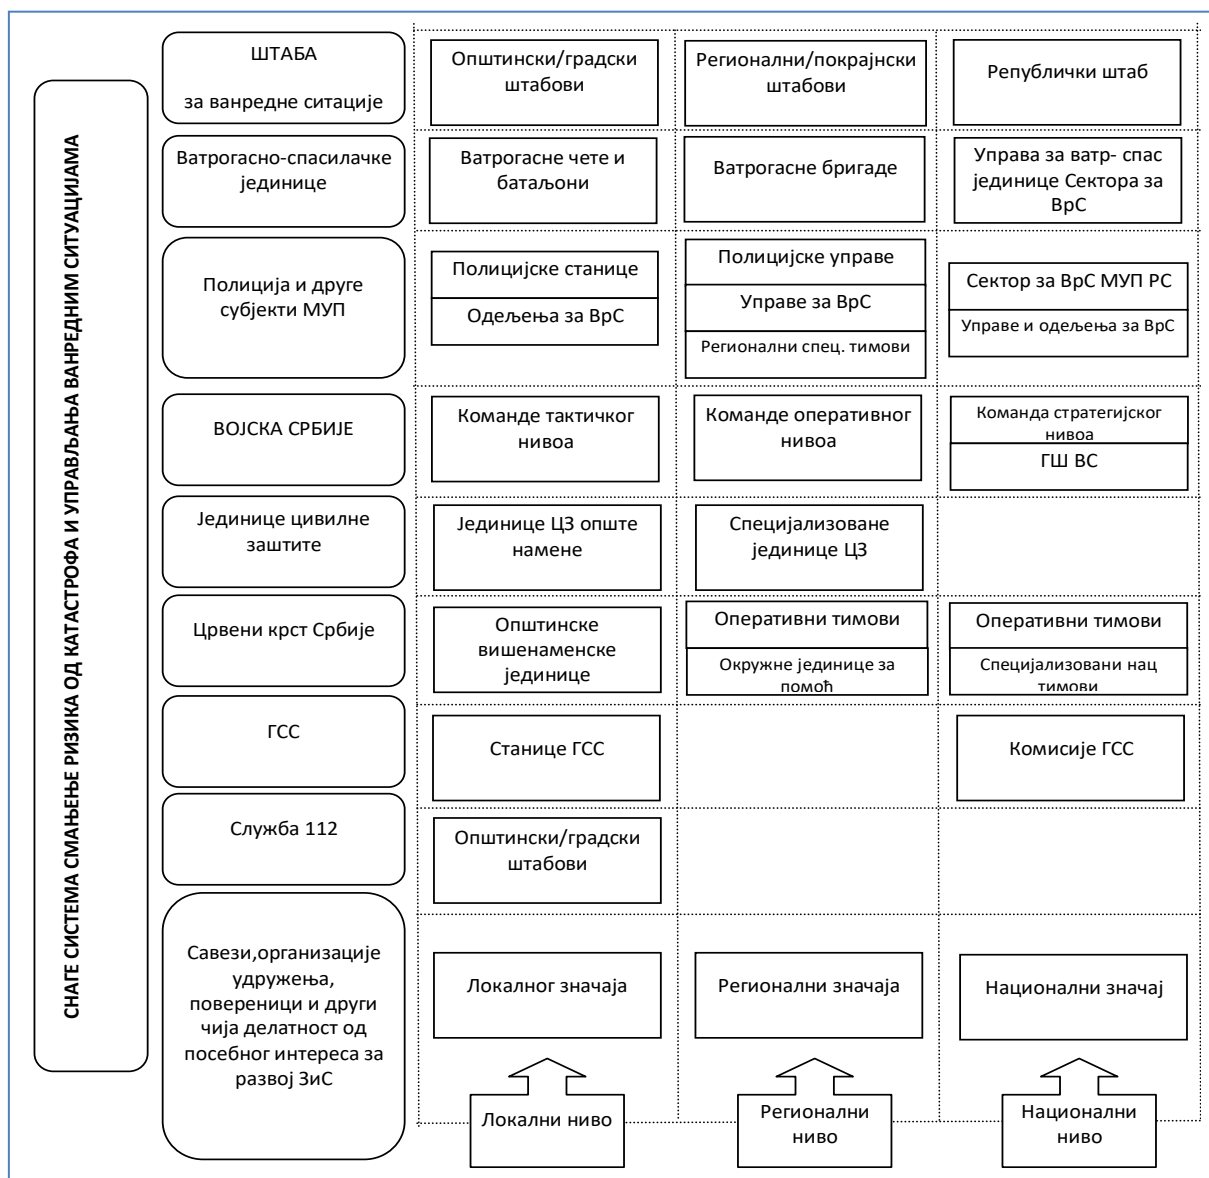 СНАГЕ СИСТЕМА СМАЊЕЊЕ РИЗИКА ОД КАТАСТРОФА И УПРАВЉАЊА ВАНРЕДНИМ СИТУАЦИЈАМА
ШТАБА
за ванредне ситације
Општински/градски
штабови
Регионални/покрајнски
штабови
Републички штаб
Ватрогасно-спасилачке
јединице
Ватрогасне чете и
батаљони
Ватрогасне бригаде
Управа за ватр- спас
јединице Сектора за
ВрС
Полиција и друге
субјекти МУП
Полицијске станице
Одељења за ВрС
Полицијске управе
Управе за ВрС
Регионални спец. тимови
Сектор за ВрС МУП РС
Управе и одељења за ВрС
ВОЈСКА СРБИЈЕ
Команде тактичког
нивоа
Команде оперативног
нивоа
Команда стратегијског
нивоа
ГШ ВС
Јединице цивилне
заштите
Јединице ЦЗ опште
намене
Специјализоване
јединице ЦЗ
Црвени крст Србије
Општинске
вишенаменске
јединице
Оперативни тимови
Окружне јединице за
помоћ
Оперативни тимови
Специјализовани нац
тимови
ГСС
Станице ГСС
Комисије ГСС
Служба 112
Општински/градски
штабови
Савези,организације
удружења,
повереници и други
чија делатност од
посебног интереса за
развој ЗиС
Локалног значаја
Регионални значаја
Национални значај
Локални ниво
Регионални
ниво
Национални
ниво